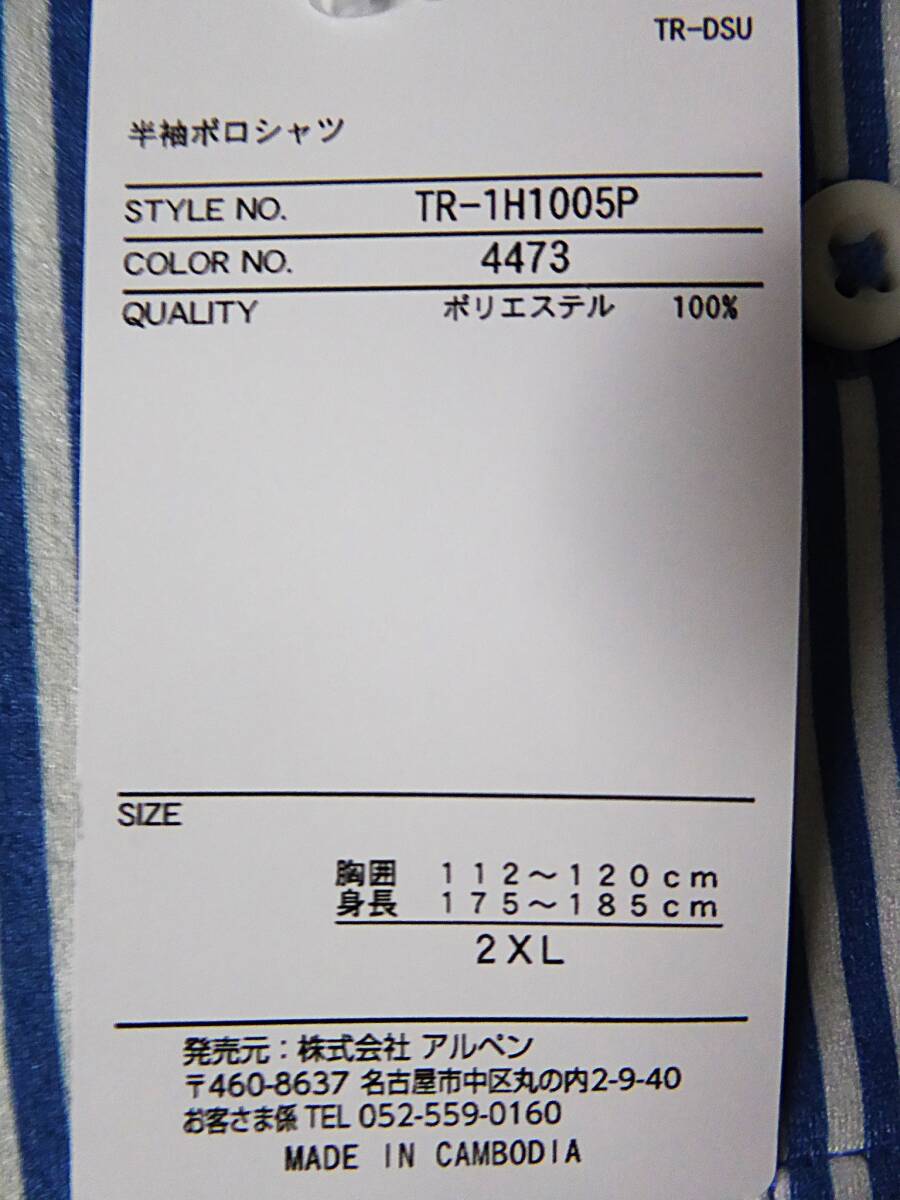 TR-DSU
半袖ポロシャツ
STYLE NO. TR-1H1005P
COLOR NO. 4473
QUALITY ポリエステル 100%
SIZE
胸囲 112～120cm
身長 175～185cm
2XL
発売元：株式会社 アルペン
〒460-8637 名古屋市中区丸の内2-9-40
お客さま係 TEL 052-559-0160
MADE IN CAMBODIA